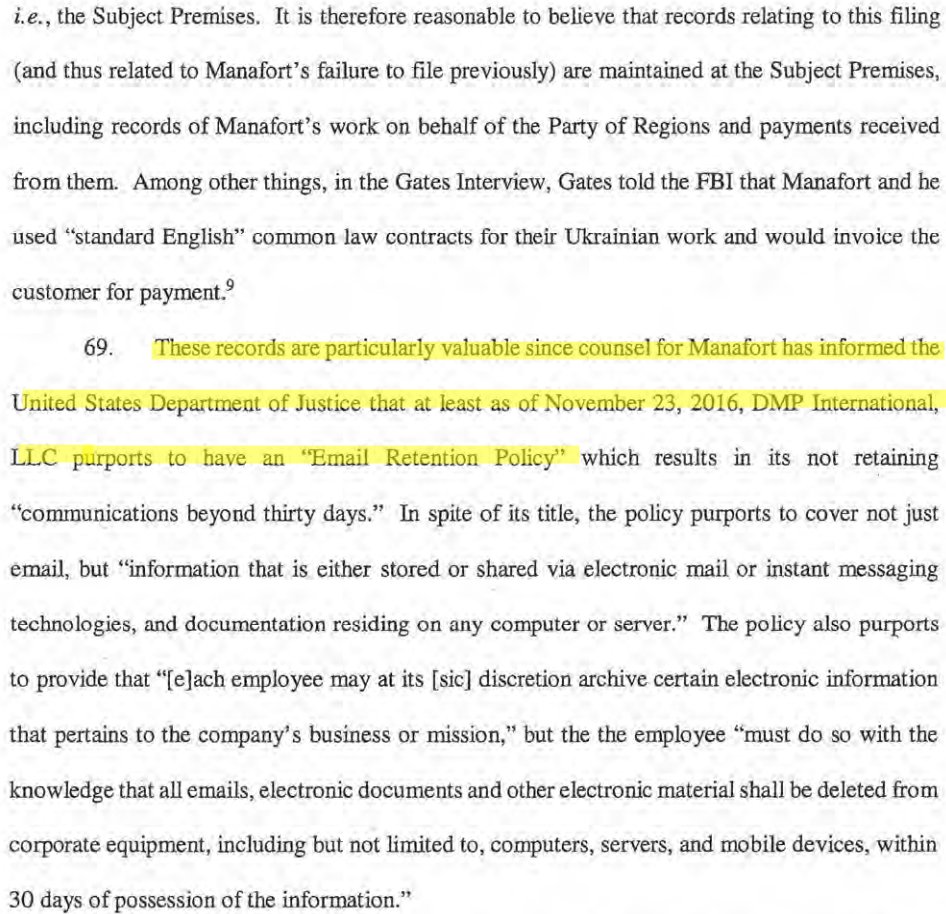 i.e., the Subject Premises. It is therefore reasonable to believe that records relating to this filing
(and thus related to Manafort's failure to file previously) are maintained at the Subject Premises,
including records of Manafort's work on behalf of the Party of Regions and payments received
from them. Among other things, in the Gates Interview, Gates told the FBI that Manafort and he
used “standard English” common law contracts for their Ukrainian work and would invoice the
customer for payment.⁹
69. These records are particularly valuable since counsel for Manafort has informed the
United States Department of Justice that at least as of November 23, 2016, DMP International,
LLC purports to have an “Email Retention Policy” which results in its not retaining
“communications beyond thirty days.” In spite of its title, the policy purports to cover not just
email, but “information that is either stored or shared via electronic mail or instant messaging
technologies, and documentation residing on any computer or server.” The policy also purports
to provide that “[e]ach employee may at its [sic] discretion archive certain electronic information
that pertains to the company's business or mission,” but the the employee “must do so with the
knowledge that all emails, electronic documents and other electronic material shall be deleted from
corporate equipment, including but not limited to, computers, servers, and mobile devices, within
30 days of possession of the information.”